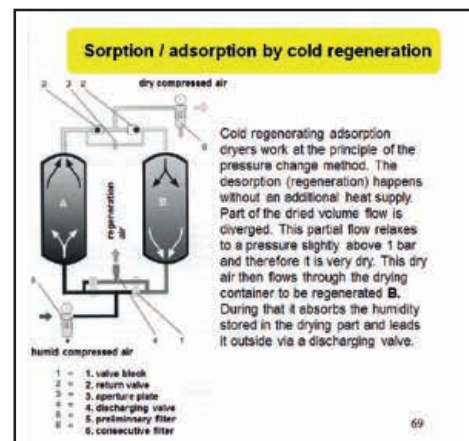 Sorption / adsorption by cold regeneration
dry compressed air
2 3 2
6
Cold regenerating adsorption
dryers work at the principle of the
pressure change method. The
desorption (regeneration) happens
without an additional heat supply.
Part of the dried volume flow is
diverged. This partial flow relaxes
to a pressure slightly above 1 bar
and therefore it is very dry. This dry
air then flows through the drying
container to be regenerated B.
During that it absorbs the humidity
stored in the drying part and leads
it outside via a discharging valve.
A
B
regeneration
air
5
4
1
humid compressed air
1 = 1. valve block
2 = 2. return valve
3 = 3. aperture plate
4 = 4. discharging valve
5 = 5. preliminary filter
6 = 6. consecutive filter
69